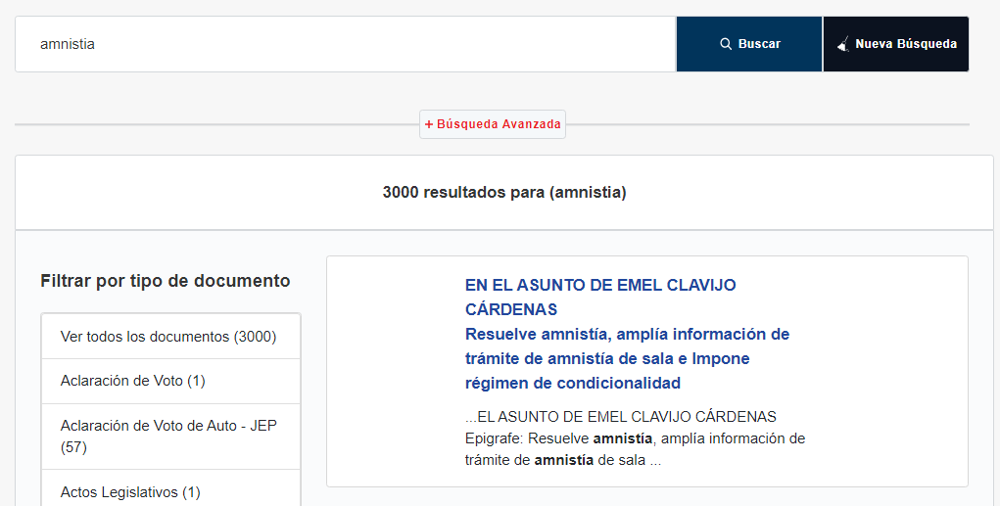 amnistia
Buscar
Nueva Búsqueda
+ Búsqueda Avanzada
3000 resultados para (amnistia)
Filtrar por tipo de documento
Ver todos los documentos (3000)
Aclaración de Voto (1)
Aclaración de Voto de Auto - JEP
(57)
Actos Legislativos (1)
EN EL ASUNTO DE EMEL CLAVIJO
CÁRDENAS
Resuelve amnistía, amplía información de
trámite de amnistía de sala e Impone
régimen de condicionalidad
...EL ASUNTO DE EMEL CLAVIJO CÁRDENAS
Epigrafe: Resuelve amnistía, amplía información de
trámite de amnistía de sala ...